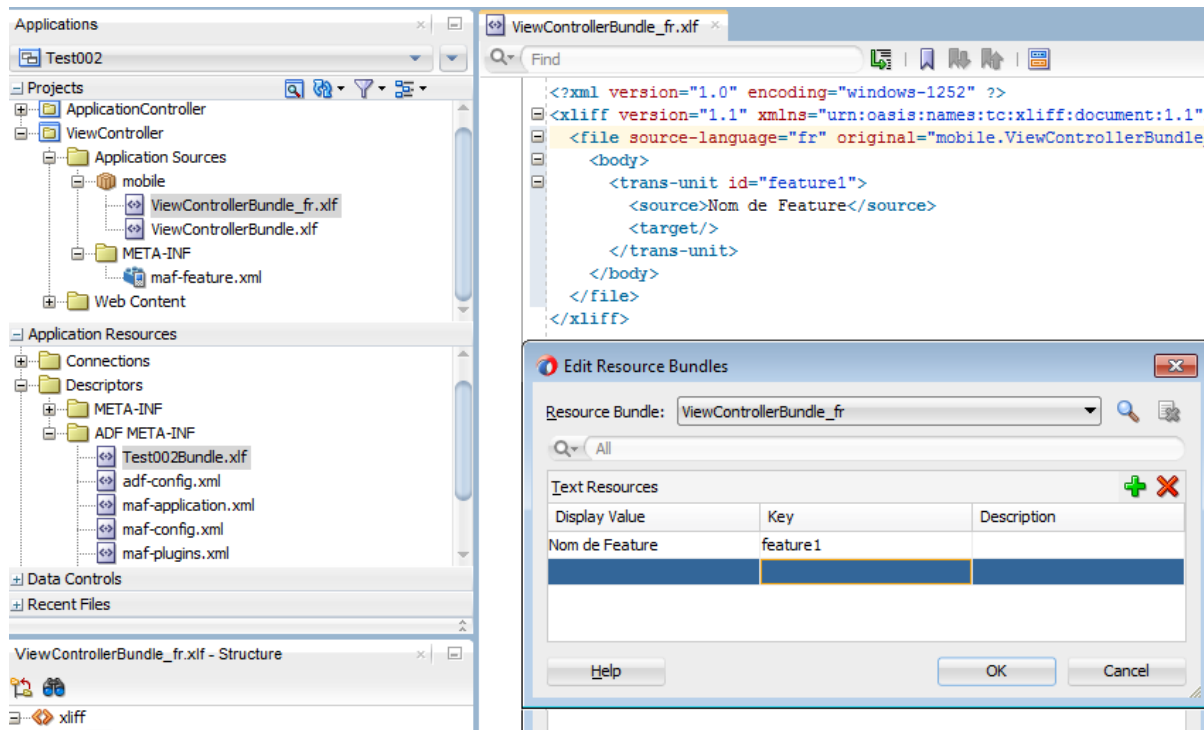 Applications
Test002
Projects
ApplicationController
ViewController
Application Sources
mobile
ViewControllerBundle_fr.xlf
ViewControllerBundle.xlf
META-INF
maf-feature.xml
Web Content
Application Resources
Connections
Descriptors
META-INF
ADF META-INF
Test002Bundle.xlf
adf-config.xml
maf-application.xml
maf-config.xml
maf-plugins.xml
Data Controls
Recent Files
ViewControllerBundle_fr.xlf - Structure
xliff
ViewControllerBundle_fr.xlf
Find
<?xml version="1.0" encoding="windows-1252" ?>
<xliff version="1.1" xmlns="urn:oasis:names:tc:xliff:document:1.1"
<file source-language="fr" original="mobile.ViewControllerBundle_
<body>
<trans-unit id="feature1">
<source>Nom de Feature</source>
<target/>
</trans-unit>
</body>
</file>
</xliff>
Edit Resource Bundles
Resource Bundle: ViewControllerBundle_fr
All
Text Resources
Display Value Key Description
Nom de Feature feature1
Help OK Cancel